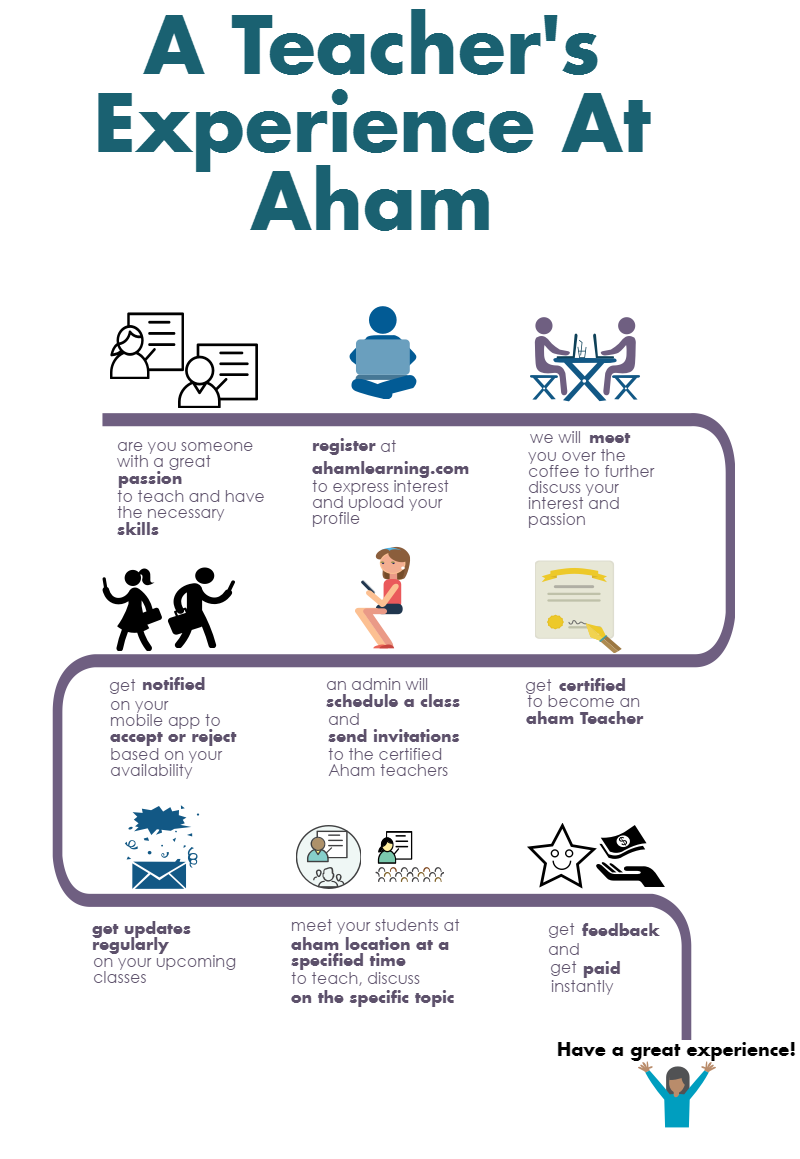 A Teacher's
Experience At
Aham
are you someone
with a great
passion
to teach and have
the necessary
skills
register at
ahamlearning.com
to express interest
and upload your
profile
we will meet
you over the
coffee to further
discuss your
interest and
passion
get certified
to become an
aham Teacher
an admin will
schedule a class
and
send invitations
to the certified
Aham teachers
get notified
on your
mobile app to
accept or reject
based on your
availability
get updates
regularly
on your upcoming
classes
meet your students at
aham location at a
specified time
to teach, discuss
on the specific topic
get feedback
and
get paid
instantly
Have a great experience!